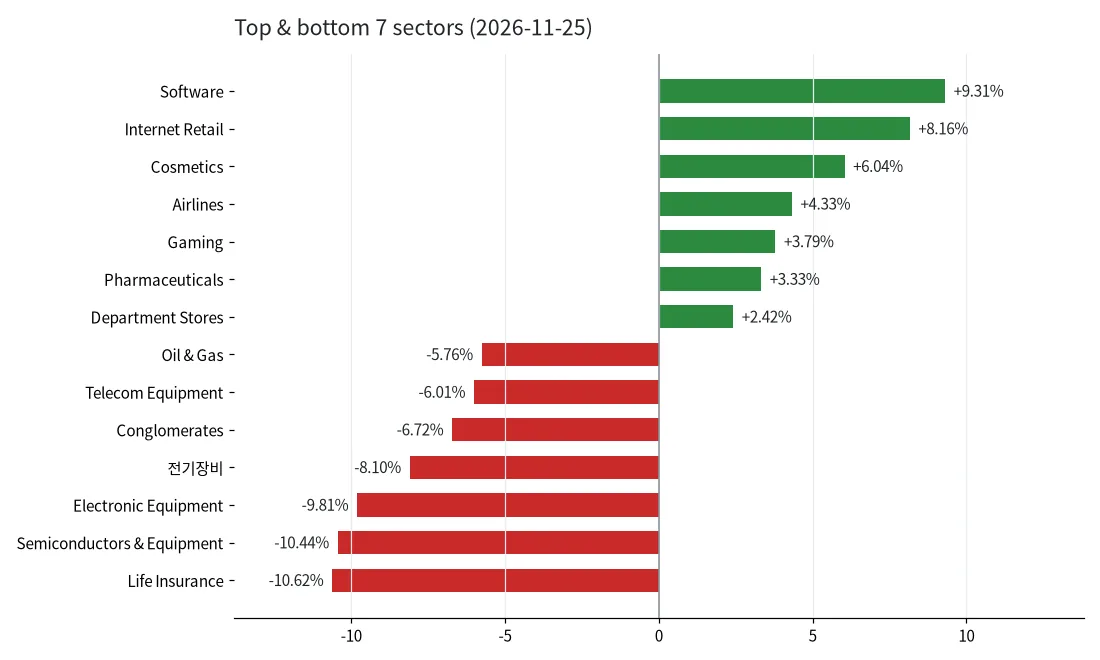 Top & bottom 7 sectors (2026-11-25)
Software +9.31%
Internet Retail +8.16%
Cosmetics +6.04%
Airlines +4.33%
Gaming +3.79%
Pharmaceuticals +3.33%
Department Stores +2.42%
Oil & Gas -5.76%
Telecom Equipment -6.01%
Conglomerates -6.72%
전기장비 -8.10%
Electronic Equipment -9.81%
Semiconductors & Equipment -10.44%
Life Insurance -10.62%
-10 -5 0 5 10